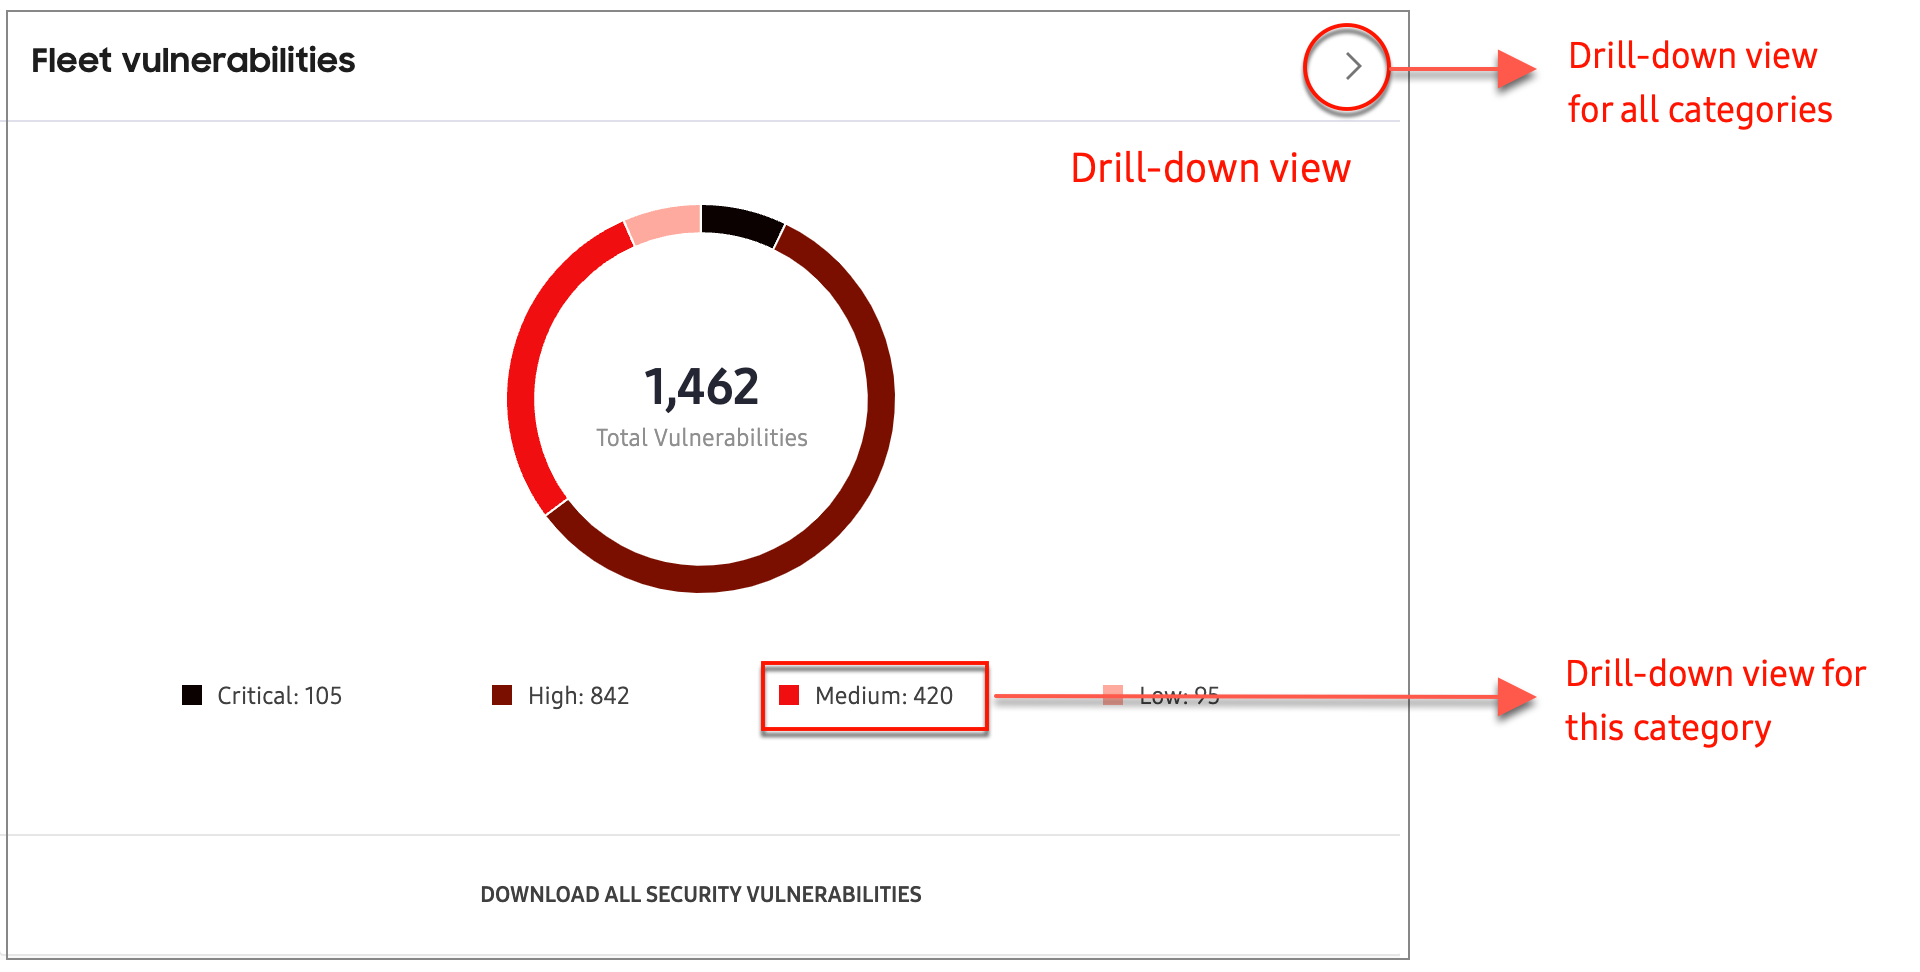 Fleet vulnerabilities
Drill-down view
for all categories
Drill-down view
1,462
Total Vulnerabilities
Critical: 105
High: 842
Medium: 420
Low: 95
Drill-down view for
this category
DOWNLOAD ALL SECURITY VULNERABILITIES